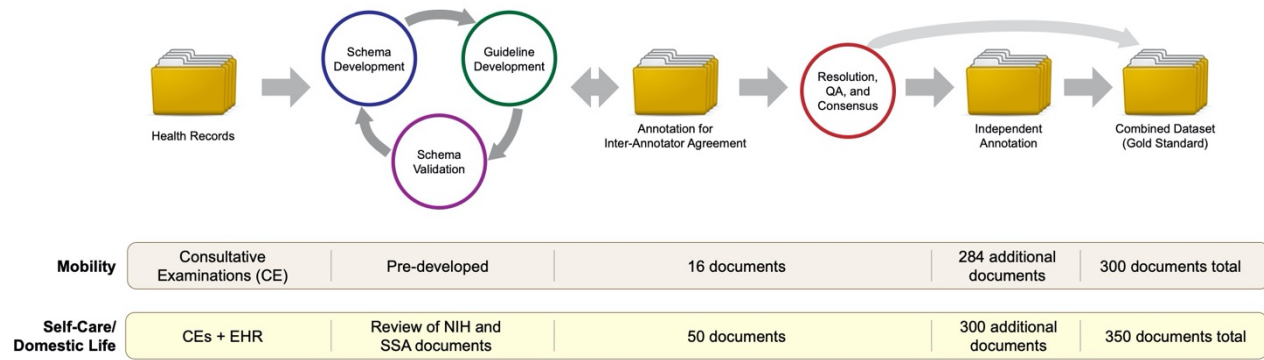 Schema
Development
Guideline
Development
Schema
Validation
Resolution,
QA, and
Consensus
Health Records
Annotation for
Inter-Annotator Agreement
Independent
Annotation
Combined Dataset
(Gold Standard)
Mobility
Consultative
Examinations (CE)
Pre-developed
16 documents
284 additional
documents
300 documents total
Self-Care/
Domestic Life
CEs + EHR
Review of NIH and
SSA documents
50 documents
300 additional
documents
350 documents total